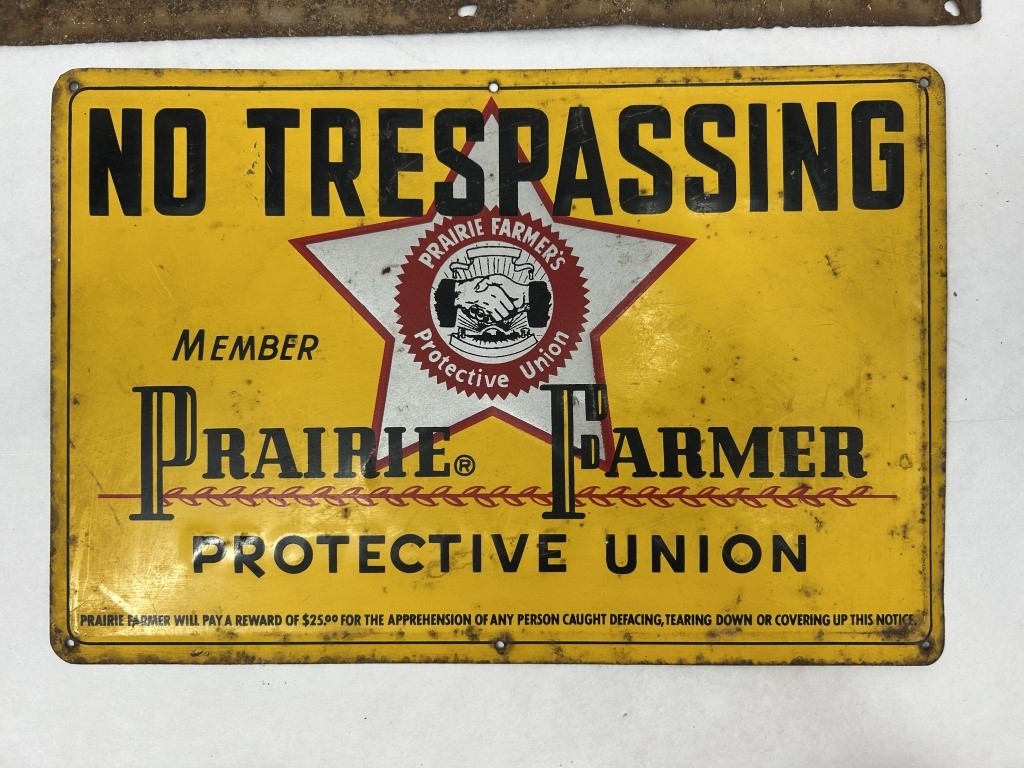 NO TRESPASSING
PRAIRIE FARMER'S
Protective Union
MEMBER
PRAIRIE® FARMER
PROTECTIVE UNION
PRAIRIE FARMER WILL PAY A REWARD OF $25.00 FOR THE APPREHENSION OF ANY PERSON CAUGHT DEFACING, TEARING DOWN OR COVERING UP THIS NOTICE.